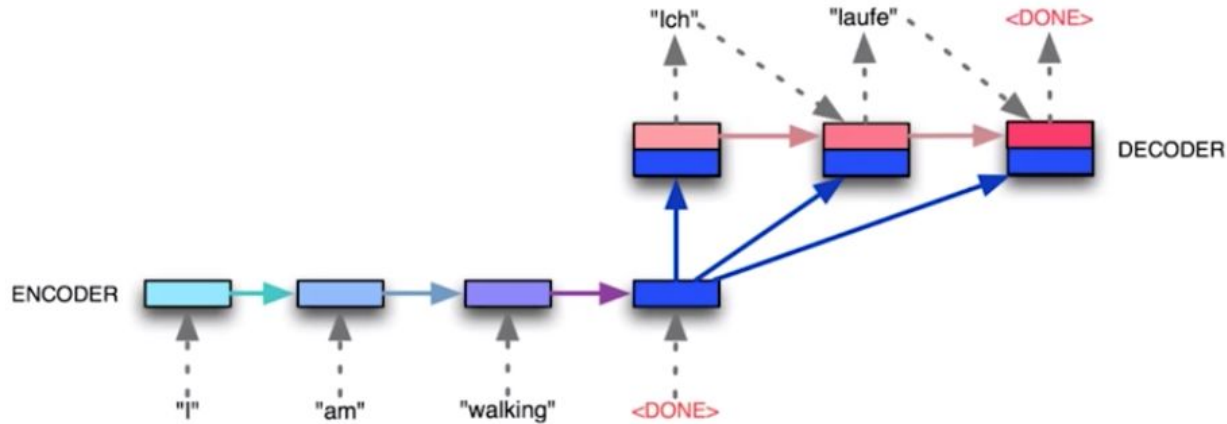 "Ich" "laufe" <DONE>
DECODER
ENCODER
"I" "am" "walking" <DONE>